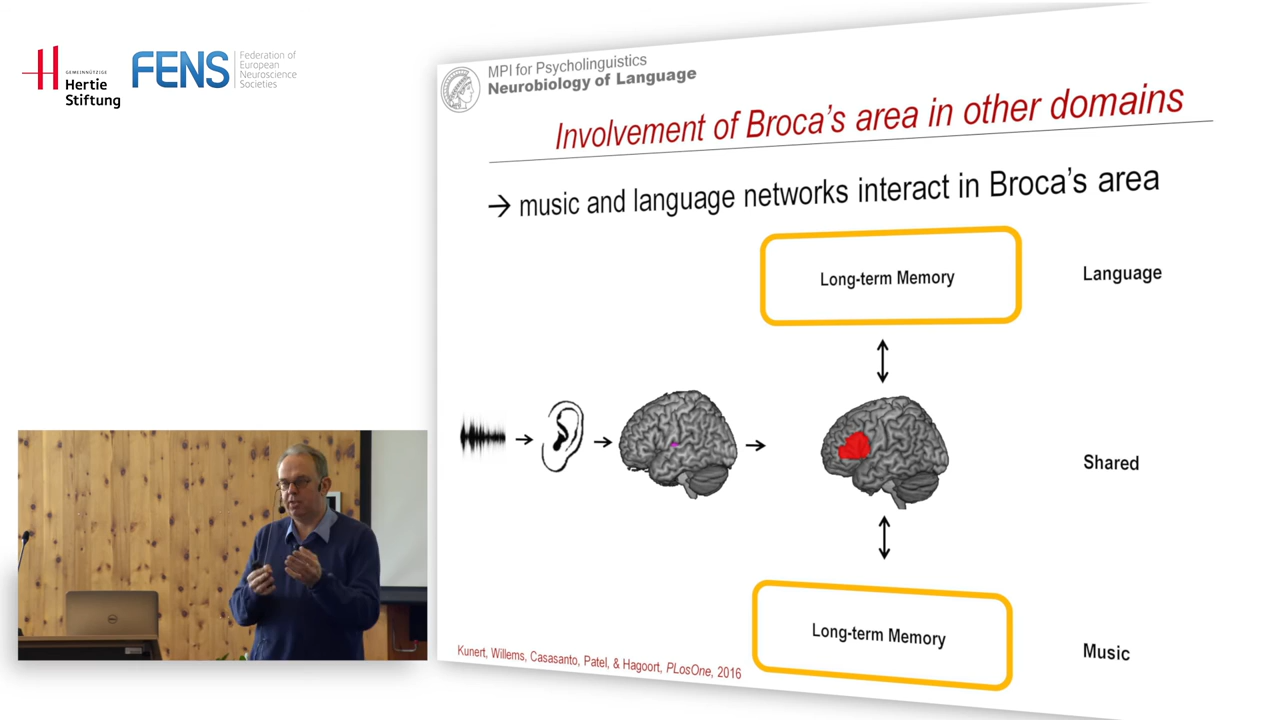 GEMEINNÜTZIGE
Hertie
Stiftung
FENS
Federation of
European
Neuroscience
Societies
MPI for Psycholinguistics
Neurobiology of Language
Involvement of Broca's area in other domains
→ music and language networks interact in Broca's area
Long-term Memory
Language
Shared
Long-term Memory
Music
Kunert, Willems, Casasanto, Patel, & Hagoort, PLosOne, 2016